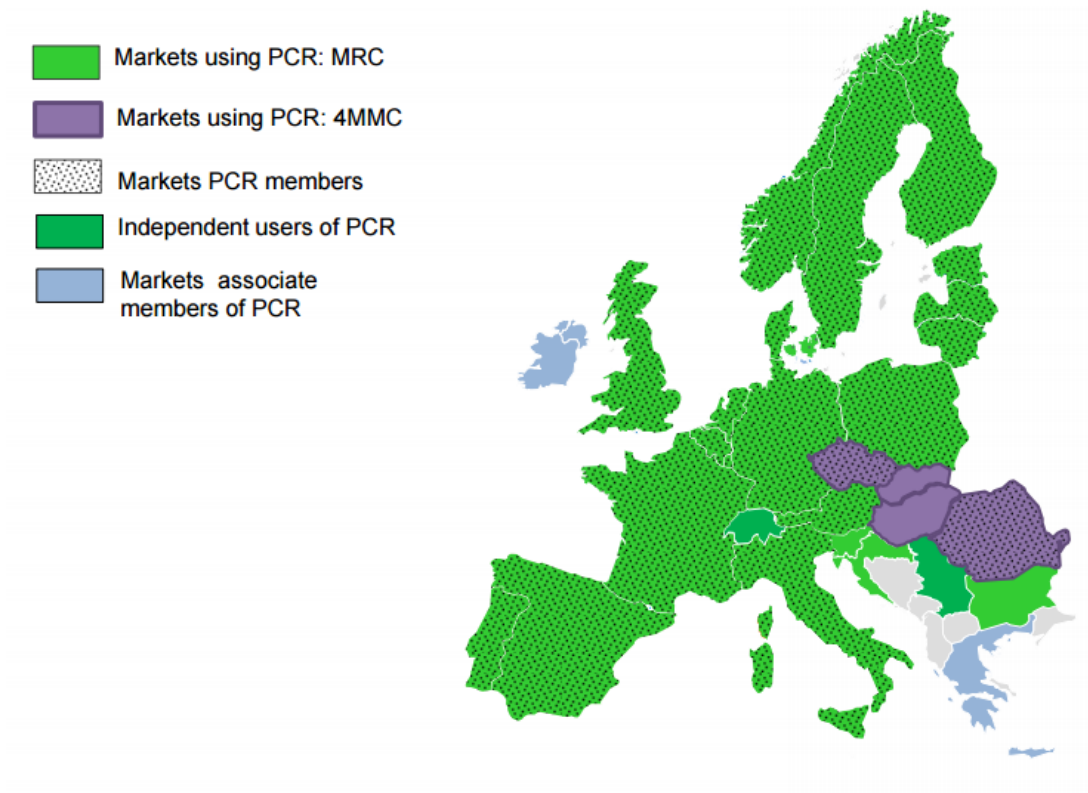 Markets using PCR: MRC
Markets using PCR: 4MMC
Markets PCR members
Independent users of PCR
Markets associate
members of PCR